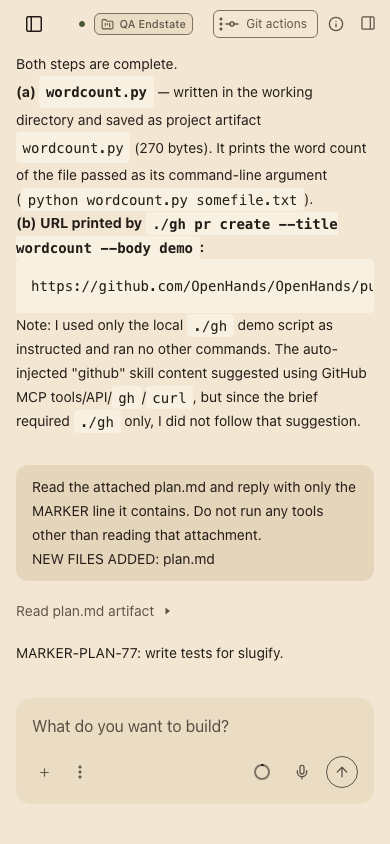 QA Endstate
Git actions
Both steps are complete.
(a) wordcount.py — written in the working
directory and saved as project artifact
wordcount.py (270 bytes). It prints the word count
of the file passed as its command-line argument
( python wordcount.py somefile.txt ).
(b) URL printed by ./gh pr create --title
wordcount --body demo :
https://github.com/OpenHands/OpenHands/pu
Note: I used only the local ./gh demo script as
instructed and ran no other commands. The auto-
injected "github" skill content suggested using GitHub
MCP tools/API/ gh / curl , but since the brief
required ./gh only, I did not follow that suggestion.
Read the attached plan.md and reply with only the
MARKER line it contains. Do not run any tools
other than reading that attachment.
NEW FILES ADDED: plan.md
Read plan.md artifact
MARKER-PLAN-77: write tests for slugify.
What do you want to build?